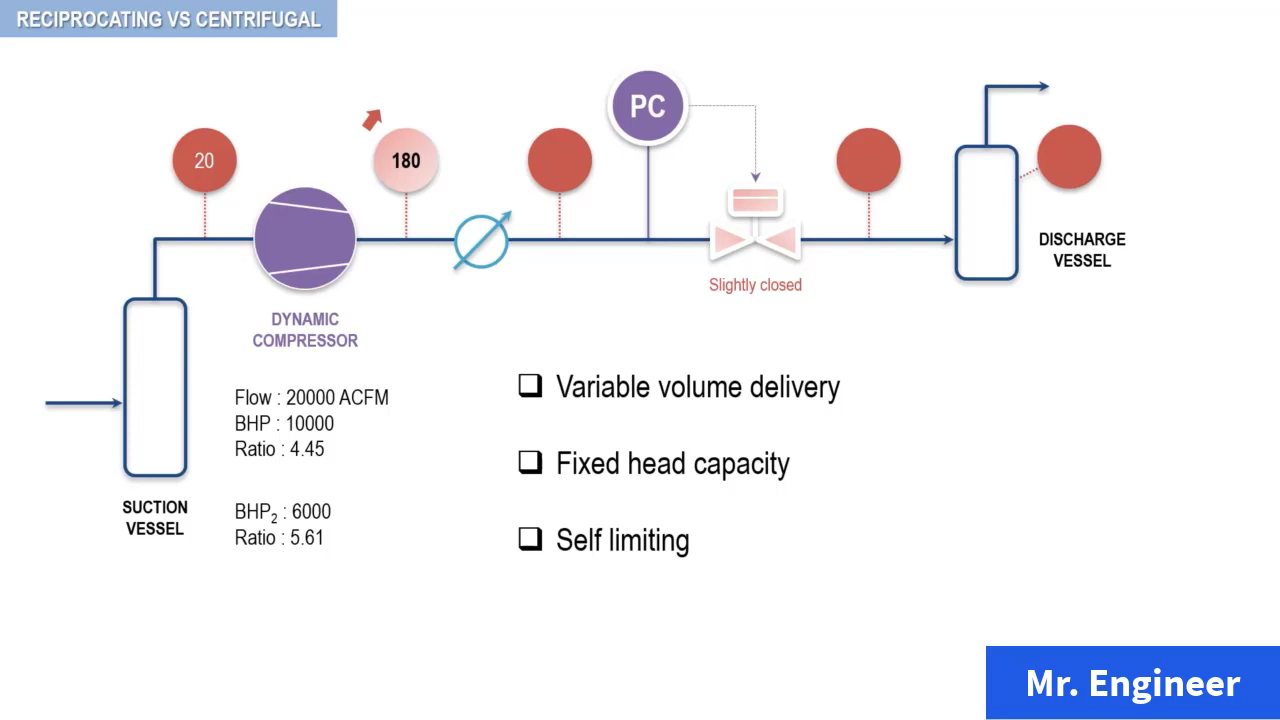 RECIPROCATING VS CENTRIFUGAL
PC
20
180
Slightly closed
DISCHARGE
VESSEL
DYNAMIC
COMPRESSOR
Flow : 20000 ACFM
BHP : 10000
Ratio : 4.45
SUCTION
VESSEL
BHP₂ : 6000
Ratio : 5.61
Variable volume delivery
Fixed head capacity
Self limiting
Mr. Engineer